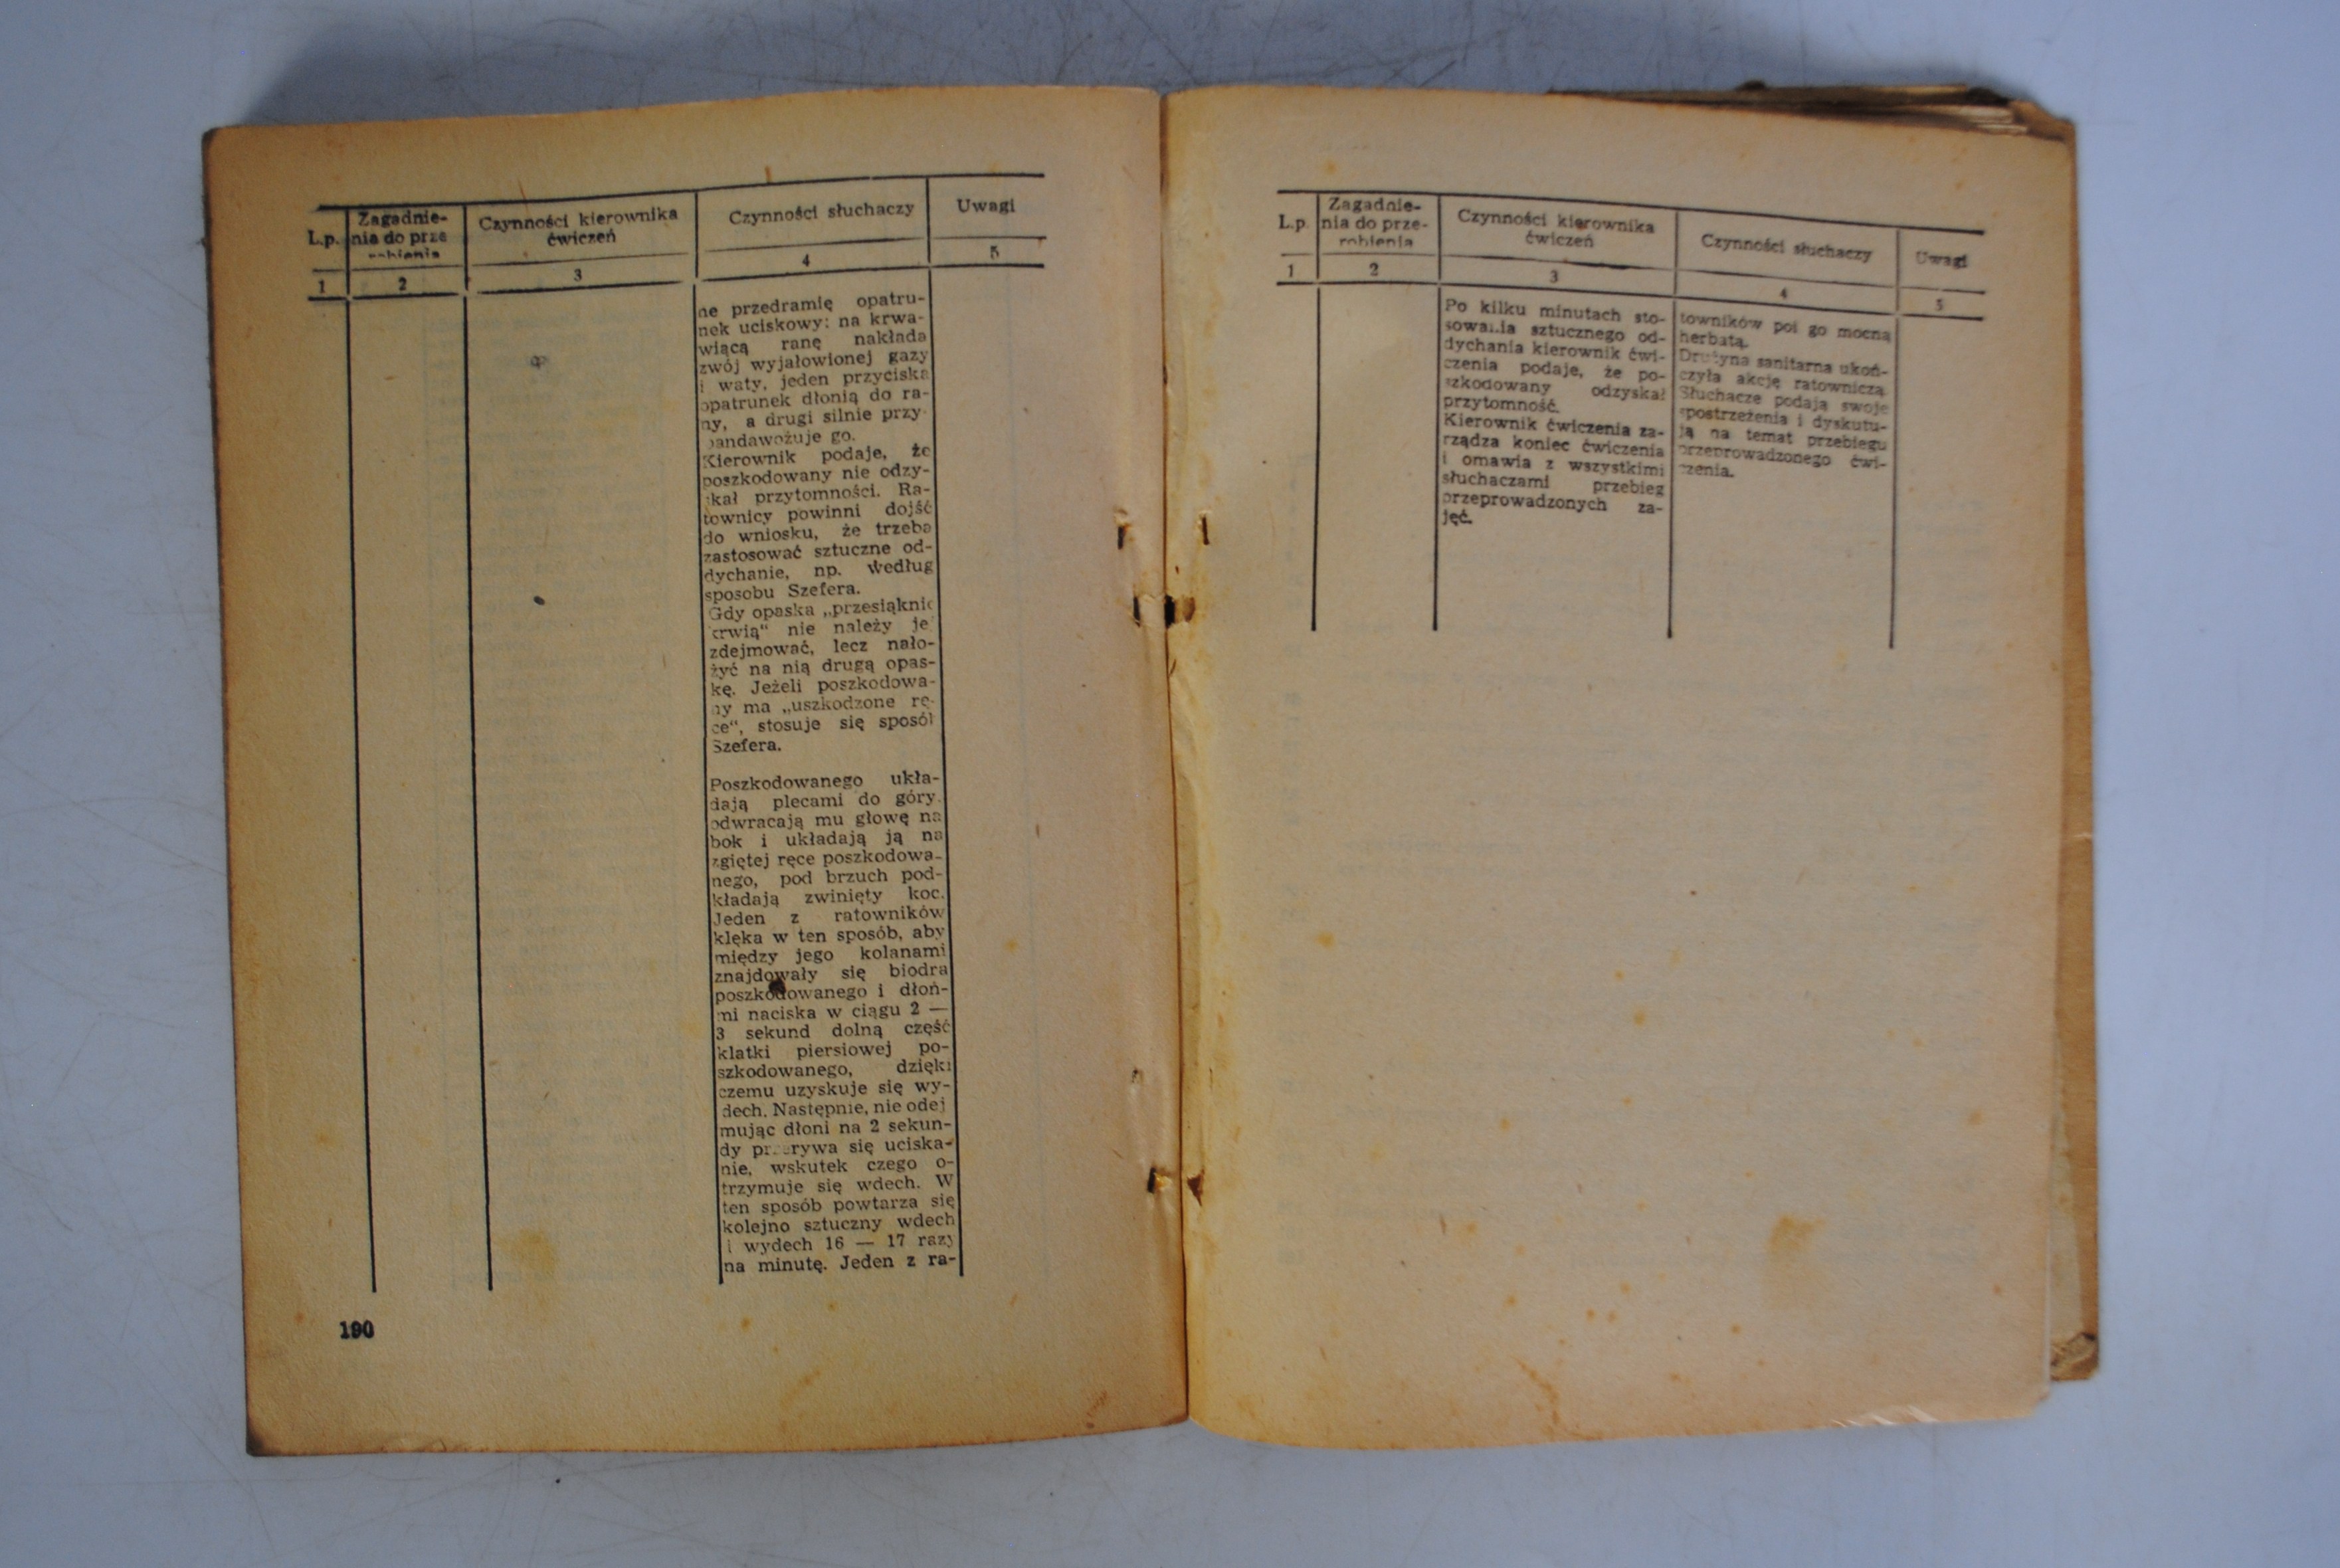 L.p.
Zagadnie-
nia do prze
robienia
Czynności kierownika
ćwiczeń
Czynności słuchaczy
Uwagi
1
2
3
4
5
ne przedramię opatru-
nek uciskowy: na krwa-
wiącą ranę nakłada
zwój wyjałowionej gazy
i waty, jeden przyciska
opatrunek dłonią do ra-
ny, a drugi silnie przy
bandawożuje go.
Kierownik podaje, że
poszkodowany nie odzy-
skał przytomności. Ra-
townicy powinni dojść
do wniosku, że trzeba
zastosować sztuczne od-
dychanie, np. według
sposobu Szefera.
Gdy opaska „przesiąknie
krwią“ nie należy jej
zdejmować, lecz nało-
żyć na nią drugą opas-
kę. Jeżeli poszkodowa-
ny ma „uszkodzone rę-
ce“, stosuje się sposób
Szefera.
Poszkodowanego ukła-
dają plecami do góry.
odwracają mu głowę na
bok i układają ją na
zgiętej ręce poszkodowa-
nego, pod brzuch pod-
kładają zwinięty koc.
Jeden z ratowników
klęka w ten sposób, aby
między jego kolanami
znajdowały się biodra
poszkodowanego i dłoń-
mi naciska w ciągu 2 —
3 sekund dolną część
klatki piersiowej po-
szkodowanego, dzięki
czemu uzyskuje się wy-
dech. Następnie, nie odej
mując dłoni na 2 sekun-
dy przerywa się uciska-
nie, wskutek czego o-
trzymuje się wdech. W
ten sposób powtarza się
kolejno sztuczny wdech
i wydech 16 — 17 razy
na minutę. Jeden z ra-
190
L.p.
Zagadnie-
nia do prze-
robienia
Czynności kierownika
ćwiczeń
Czynności słuchaczy
Uwagi
1
2
3
4
5
Po kilku minutach sto-
sowania sztucznego od-
dychania kierownik ćwi-
czenia podaje, że po-
szkodowany odzyskał
przytomność.
Kierownik ćwiczenia za-
rządza koniec ćwiczenia
i omawia z wszystkimi
słuchaczami przebieg
przeprowadzonych za-
jęć.
towników poi go mocną
herbatą.
Drużyna sanitarna ukoń-
czyła akcję ratowniczą.
Słuchacze podają swoje
spostrzeżenia i dyskutu-
ją na temat przebiegu
przeprowadzonego ćwi-
czenia.